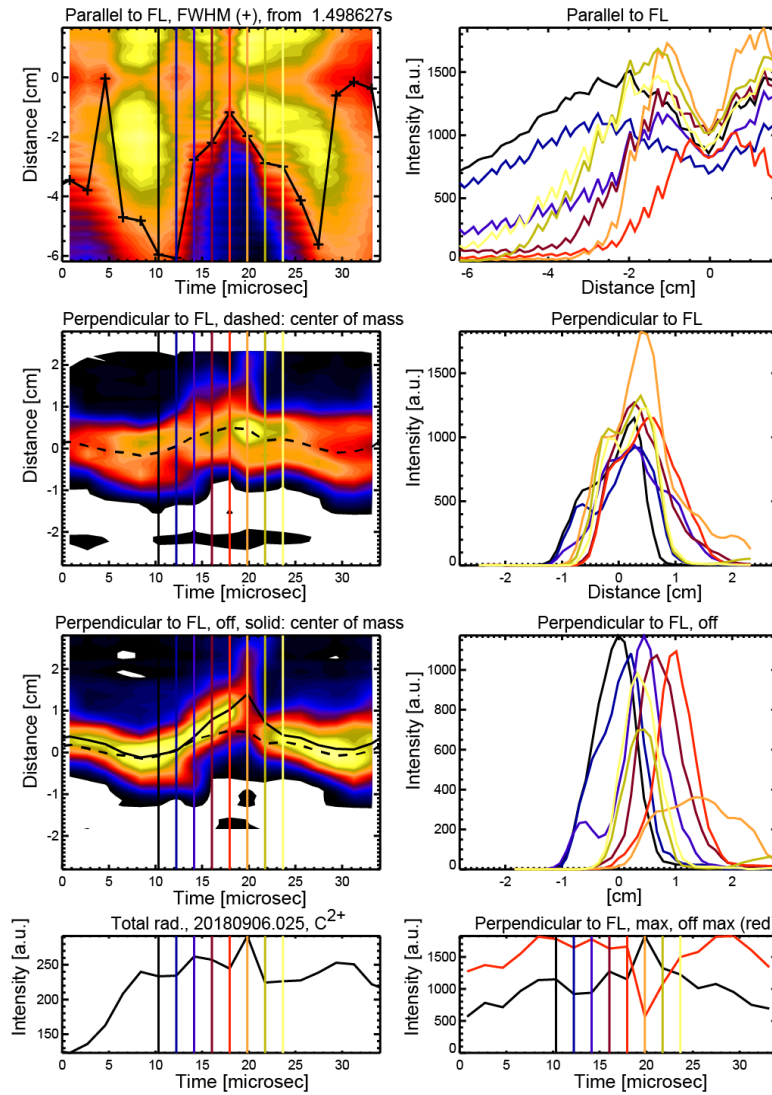 Parallel to FL, FWHM (+), from 1.498627s
Distance [cm]
0
-2
-4
-6
0 5 10 15 20 25 30
Time [microsec]
Parallel to FL
Intensity [a.u.]
1500
1000
500
0
-6 -4 -2 0
Distance [cm]
Perpendicular to FL, dashed: center of mass
Distance [cm]
2
1
0
-1
-2
0 5 10 15 20 25 30
Time [microsec]
Perpendicular to FL
Intensity [a.u.]
1500
1000
500
0
-2 -1 0 1 2
Distance [cm]
Perpendicular to FL, off, solid: center of mass
Distance [cm]
2
1
0
-1
-2
0 5 10 15 20 25 30
Time [microsec]
Perpendicular to FL, off
Intensity [a.u.]
1000
800
600
400
200
0
-2 -1 0 1 2
[cm]
Total rad., 20180906.025, C2+
Intensity [a.u.]
250
200
150
0 5 10 15 20 25 30
Time [microsec]
Perpendicular to FL, max, off max (red
Intensity [a.u.]
1500
1000
500
0
0 5 10 15 20 25 30
Time [microsec]